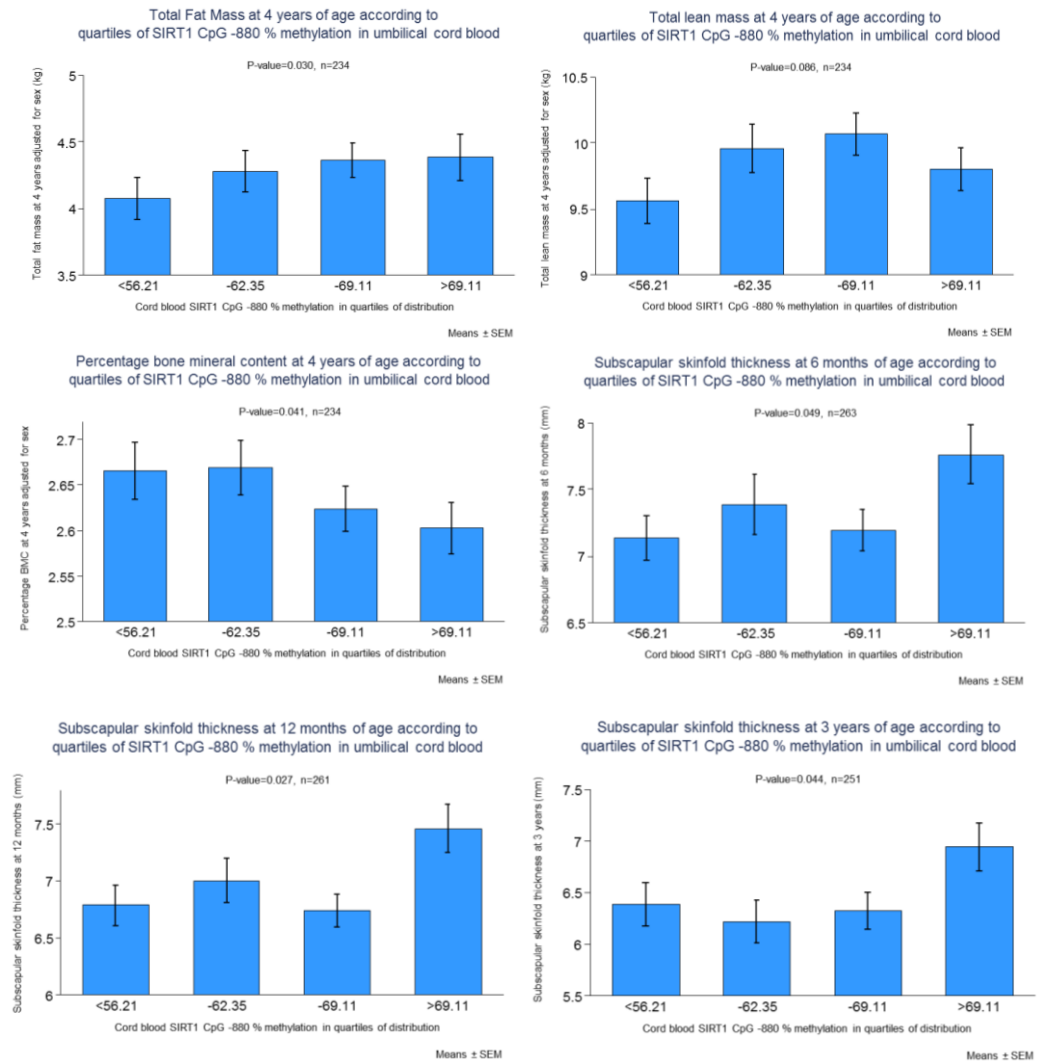 Total Fat Mass at 4 years of age according to
quartiles of SIRT1 CpG -880 % methylation in umbilical cord blood
P-value=0.030, n=234
Total fat mass at 4 years adjusted for sex (kg)
5
4.5
4
3.5
<56.21 -62.35 -69.11 >69.11
Cord blood SIRT1 CpG -880 % methylation in quartiles of distribution
Means ± SEM
Total lean mass at 4 years of age according to
quartiles of SIRT1 CpG -880 % methylation in umbilical cord blood
P-value=0.086, n=234
Total lean mass at 4 years adjusted for sex (kg)
10.5
10
9.5
9
<56.21 -62.35 -69.11 >69.11
Cord blood SIRT1 CpG -880 % methylation in quartiles of distribution
Means ± SEM
Percentage bone mineral content at 4 years of age according to
quartiles of SIRT1 CpG -880 % methylation in umbilical cord blood
P-value=0.041, n=234
Percentage BMC at 4 years adjusted for sex
2.7
2.65
2.6
2.55
2.5
<56.21 -62.35 -69.11 >69.11
Cord blood SIRT1 CpG -880 % methylation in quartiles of distribution
Means ± SEM
Subscapular skinfold thickness at 6 months of age according to
quartiles of SIRT1 CpG -880 % methylation in umbilical cord blood
P-value=0.049, n=263
Subscapular skinfold thickness at 6 months (mm)
8
7.5
7
6.5
<56.21 -62.35 -69.11 >69.11
Cord blood SIRT1 CpG -880 % methylation in quartiles of distribution
Means ± SEM
Subscapular skinfold thickness at 12 months of age according to
quartiles of SIRT1 CpG -880 % methylation in umbilical cord blood
P-value=0.027, n=261
Subscapular skinfold thickness at 12 months (mm)
7.5
7
6.5
6
<56.21 -62.35 -69.11 >69.11
Cord blood SIRT1 CpG -880 % methylation in quartiles of distribution
Means ± SEM
Subscapular skinfold thickness at 3 years of age according to
quartiles of SIRT1 CpG -880 % methylation in umbilical cord blood
P-value=0.044, n=251
Subscapular skinfold thickness at 3 years (mm)
7.5
7
6.5
6
5.5
<56.21 -62.35 -69.11 >69.11
Cord blood SIRT1 CpG -880 % methylation in quartiles of distribution
Means ± SEM